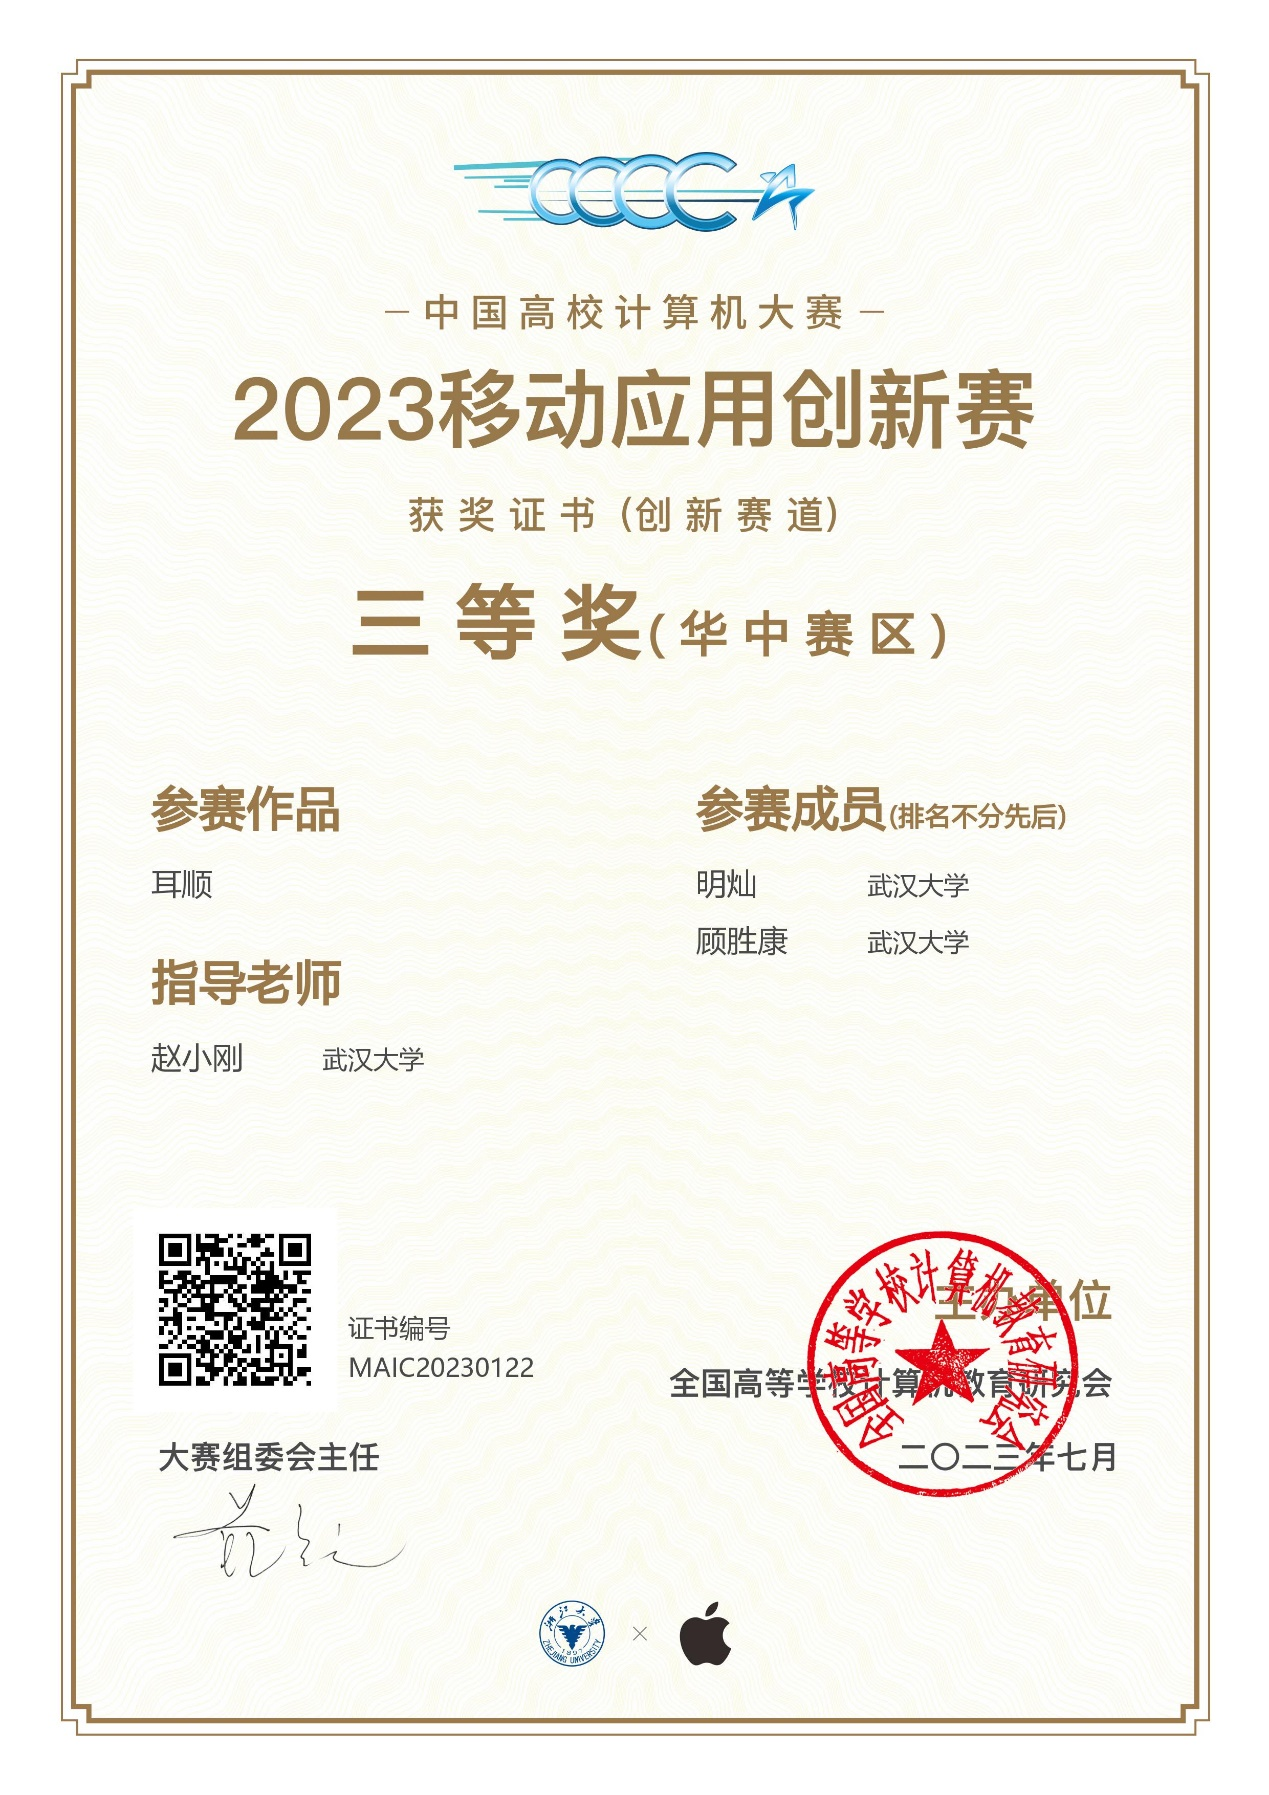 CCCC
中国高校计算机大赛
2023移动应用创新赛
获奖证书(创新赛道)
三等奖(华中赛区)
参赛作品
耳顺
指导老师
赵小刚 武汉大学
参赛成员(排名不分先后)
明灿 武汉大学
顾胜康 武汉大学
证书编号
MAIC20230122
大赛组委会主任
主办单位
全国高等学校计算机教育研究会
二〇二三年七月
全国高等学校计算机教育研究会
浙江大学
1897
ZHEJIANG UNIVERSITY
×